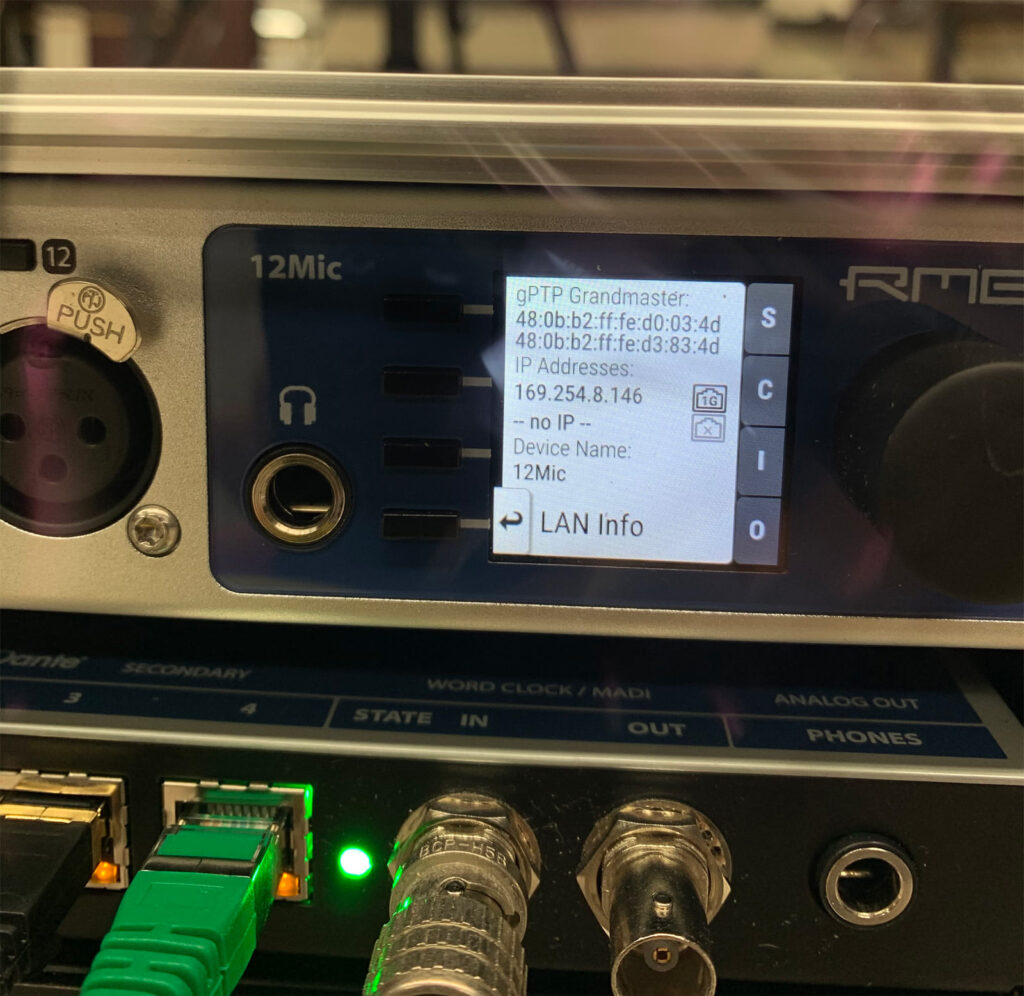 12
PUSH
12Mic
RME
gPTP Grandmaster:
48:0b:b2:ff:fe:d0:03:4d
48:0b:b2:ff:fe:d3:83:4d
IP Addresses:
169.254.8.146
1G
-- no IP --
Device Name:
12Mic
LAN Info
S
C
I
O
Dante SECONDARY
WORD CLOCK / MADI
ANALOG OUT
3
4
STATE IN
OUT
PHONES